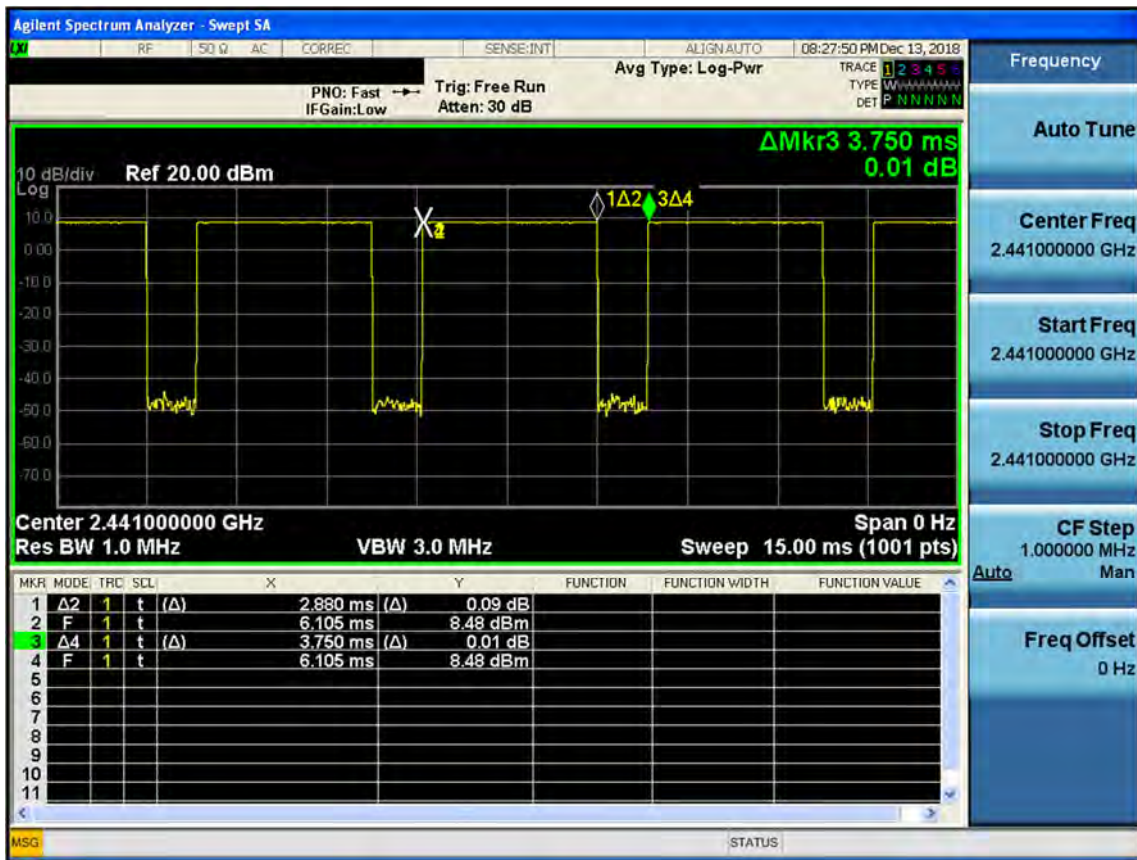 Agilent Spectrum Analyzer - Swept SA
LXI RF 50 Ω AC CORREC SENSE:INT ALIGN AUTO 08:27:50 PM Dec 13, 2018
Avg Type: Log-Pwr
TRACE 1 2 3 4 5 6
PNO: Fast Trig: Free Run
TYPE W
IFGain:Low Atten: 30 dB
DET P N N N N N
ΔMkr3 3.750 ms
0.01 dB
10 dB/div Ref 20.00 dBm
Log
1Δ2 3Δ4
10.0
X
0.00
-10.0
-20.0
-30.0
-40.0
-50.0
-60.0
-70.0
Center 2.441000000 GHz Span 0 Hz
Res BW 1.0 MHz VBW 3.0 MHz Sweep 15.00 ms (1001 pts)
MKR MODE TRC SCL X Y FUNCTION FUNCTION WIDTH FUNCTION VALUE
1 Δ2 1 t (Δ) 2.880 ms (Δ) 0.09 dB
2 F 1 t 6.105 ms 8.48 dBm
3 Δ4 1 t (Δ) 3.750 ms (Δ) 0.01 dB
4 F 1 t 6.105 ms 8.48 dBm
5
6
7
8
9
10
11
MSG STATUS
Frequency
Auto Tune
Center Freq
2.441000000 GHz
Start Freq
2.441000000 GHz
Stop Freq
2.441000000 GHz
CF Step
1.000000 MHz
Auto Man
Freq Offset
0 Hz